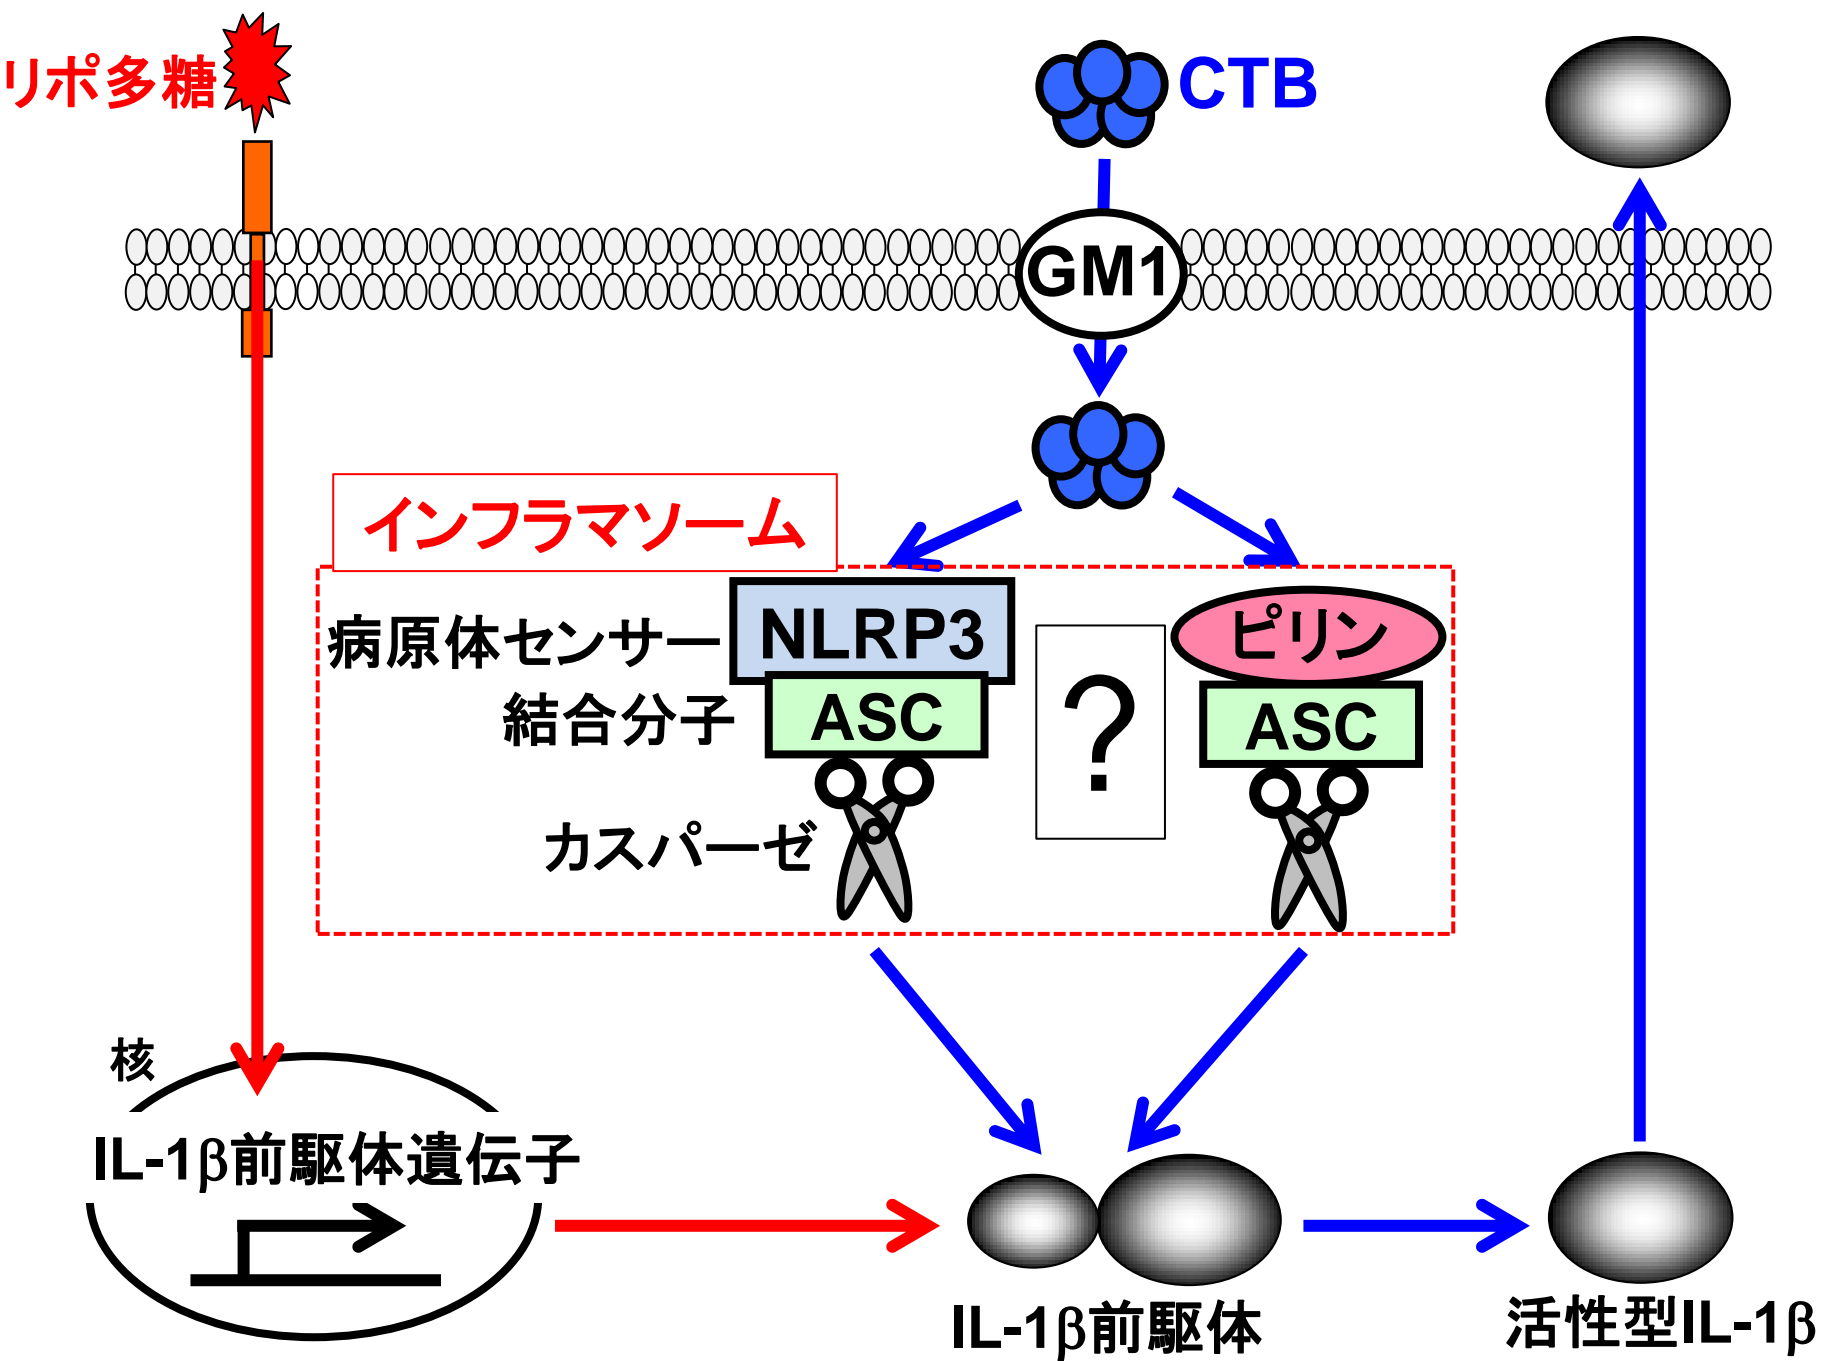 リポ多糖
CTB
GM1
インフラマソーム
病原体センサー
NLRP3
ピリン
結合分子
ASC
?
ASC
カスパーゼ
核
IL-1β前駆体遺伝子
IL-1β前駆体
活性型IL-1β